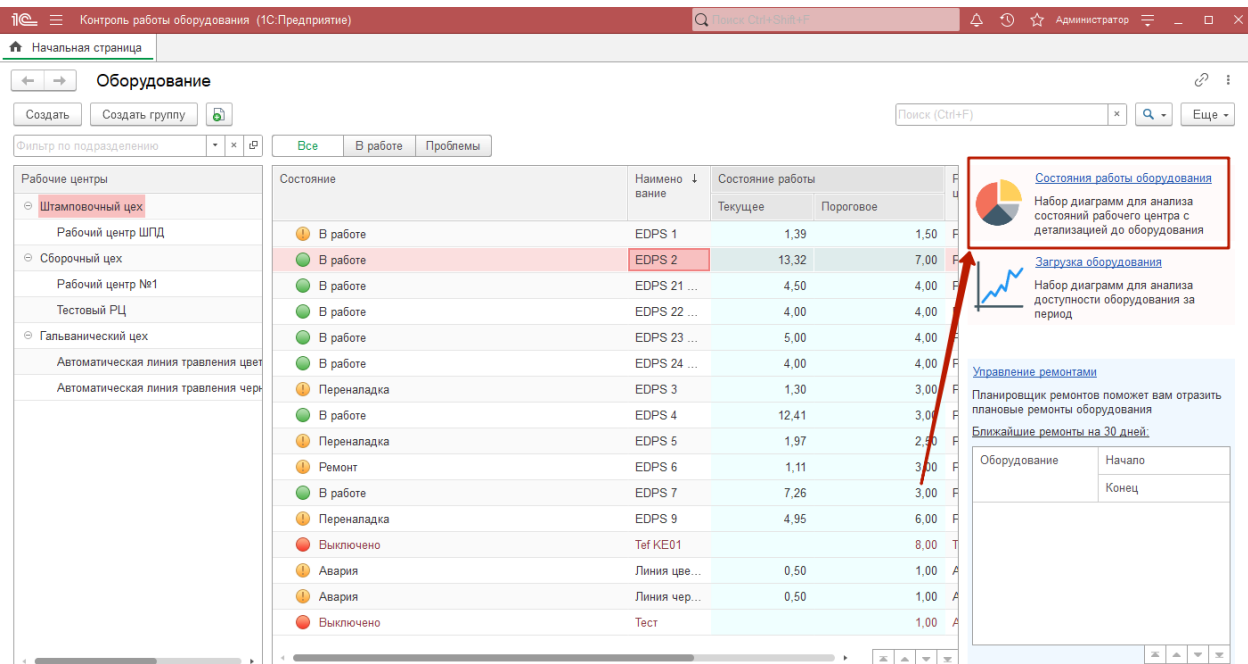 1С Контроль работы оборудования (1С:Предприятие) Поиск Ctrl+Shift+F Администратор
Начальная страница
Оборудование
Создать Создать группу Поиск (Ctrl+F) × Еще
Фильтр по подразделению × Все В работе Проблемы
Рабочие центры
Штамповочный цех
Рабочий центр ШПД
Сборочный цех
Рабочий центр №1
Тестовый РЦ
Гальванический цех
Автоматическая линия травления цвет
Автоматическая линия травления черн
Состояние Наимено ↓ Состояние работы
вание Текущее Пороговое
В работе EDPS 1 1,39 1,50
В работе EDPS 2 13,32 7,00
В работе EDPS 21 ... 4,50 4,00
В работе EDPS 22 ... 4,00 4,00
В работе EDPS 23 ... 5,00 4,00
В работе EDPS 24 ... 4,00 4,00
Переналадка EDPS 3 1,30 3,00
В работе EDPS 4 12,41 3,00
Переналадка EDPS 5 1,97 2,50
Ремонт EDPS 6 1,11 3,00
В работе EDPS 7 7,26 3,00
Переналадка EDPS 9 4,95 6,00
Выключено Tef KE01 8,00
Авария Линия цве... 0,50 1,00
Авария Линия чер... 0,50 1,00
Выключено Тест 1,00
Состояния работы оборудования
Набор диаграмм для анализа
состояний рабочего центра с
детализацией до оборудования
Загрузка оборудования
Набор диаграмм для анализа
доступности оборудования за
период
Управление ремонтами
Планировщик ремонтов поможет вам отразить
плановые ремонты оборудования
Ближайшие ремонты на 30 дней:
Оборудование Начало
Конец